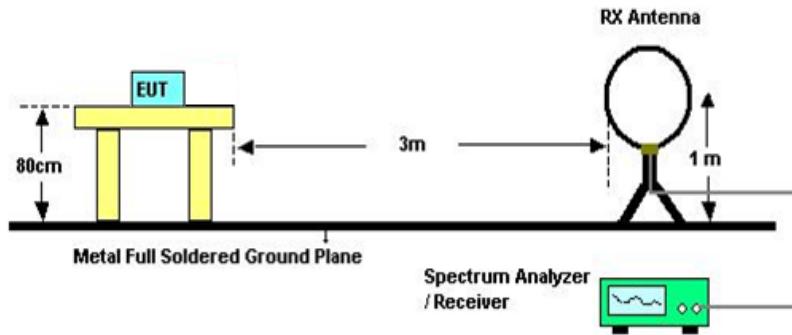 RX Antenna
EUT
3m
80cm
1 m
Metal Full Soldered Ground Plane
Spectrum Analyzer
/ Receiver